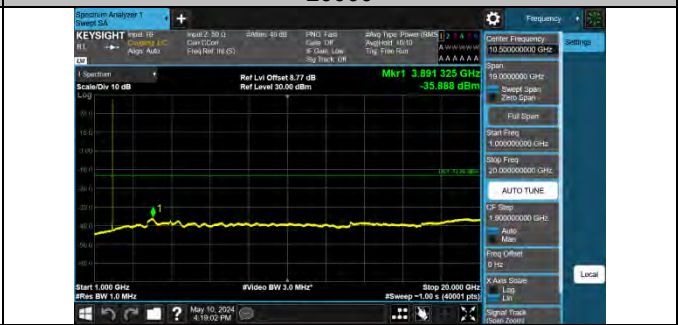 Spectrum Analyzer 1
Swept SA
+
Frequency
KEYSIGHT
Input: RF
Coupling: DC
Align: Auto
Input Z: 50 Ω
Corr CCorr
Freq Ref: Int (S)
#Atten: 40 dB
PNO: Fast
Gate: Off
IF Gain: Low
Sig Track: Off
#Avg Type: Power (RMS
Avg|Hold: 10/10
Trig: Free Run
A W W W W W
A A A A A A
1 Spectrum
Scale/Div 10 dB
Log
Ref Lvl Offset 8.77 dB
Ref Level 30.00 dBm
Mkr1 3.891 325 GHz
-35.888 dBm
1
Start 1.000 GHz
#Res BW 1.0 MHz
#Video BW 3.0 MHz*
Stop 20.000 GHz
#Sweep ~1.00 s (40001 pts)
Center Frequency
10.500000000 GHz
Settings
Span
19.0000000 GHz
Swept Span
Zero Span
Full Span
Start Freq
1.000000000 GHz
Stop Freq
20.000000000 GHz
AUTO TUNE
CF Step
1.900000000 GHz
Auto
Man
Freq Offset
0 Hz
X Axis Scale
Log
Lin
Local
Signal Track
(Span Zoom)
?
May 10, 2024
4:19:02 PM